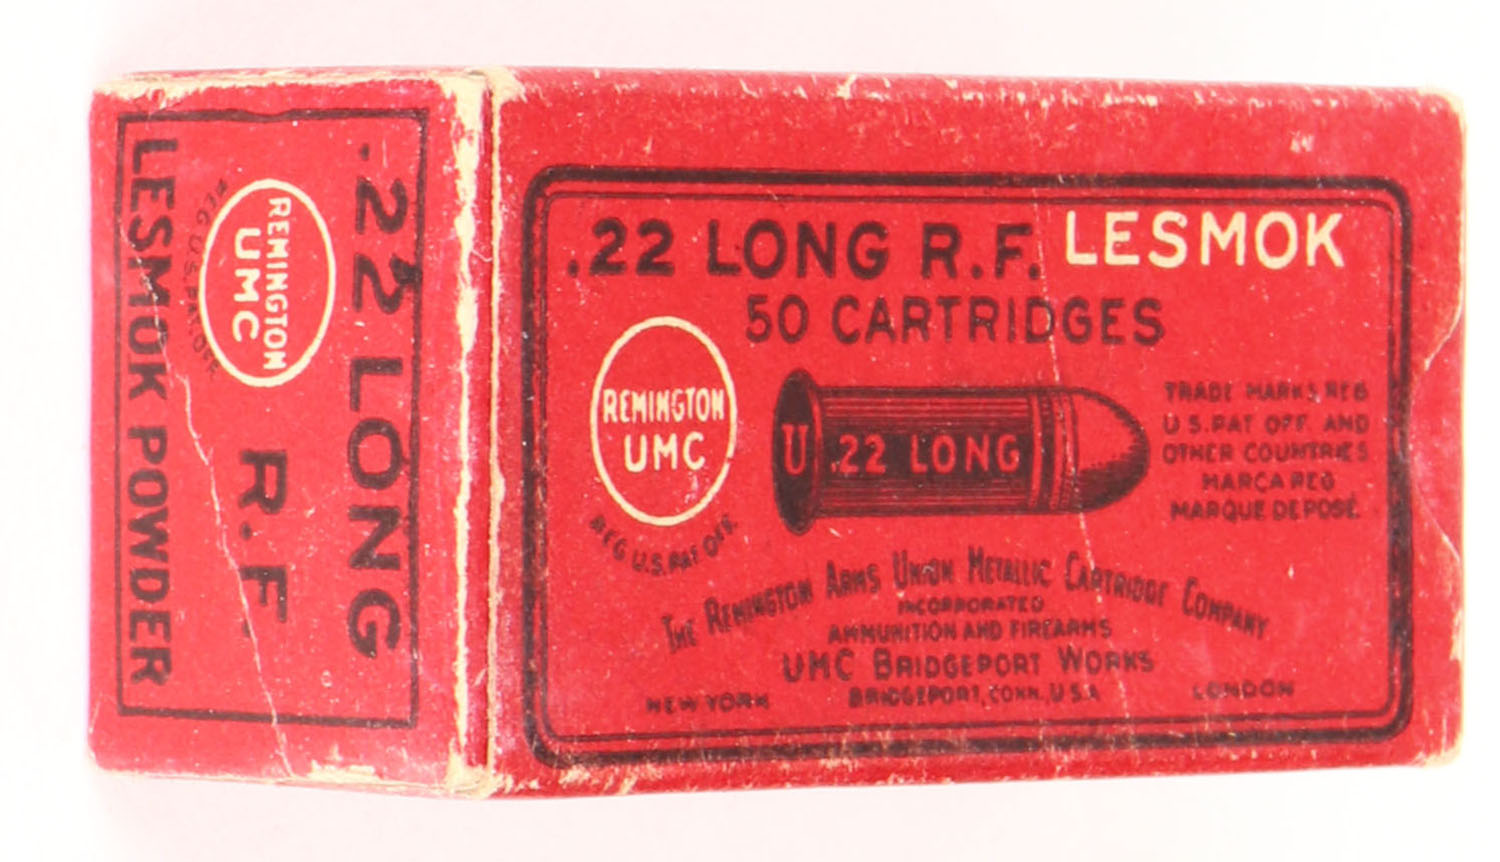 .22 LONG
R.F.
REMINGTON
UMC
REG U.S. PAT. OFF.
LESMOK POWDER
.22 LONG R.F. LESMOK
50 CARTRIDGES
REMINGTON
UMC
REG U.S. PAT OFF.
U .22 LONG
TRADE MARKS REG
U S. PAT OFF. AND
OTHER COUNTRIES
MARCA REG
MARQUE DEPOSÉ.
THE REMINGTON ARMS UNION METALLIC CARTRIDGE COMPANY
INCORPORATED
AMMUNITION AND FIREARMS
UMC BRIDGEPORT WORKS
NEW YORK BRIDGEPORT, CONN., U S A LONDON